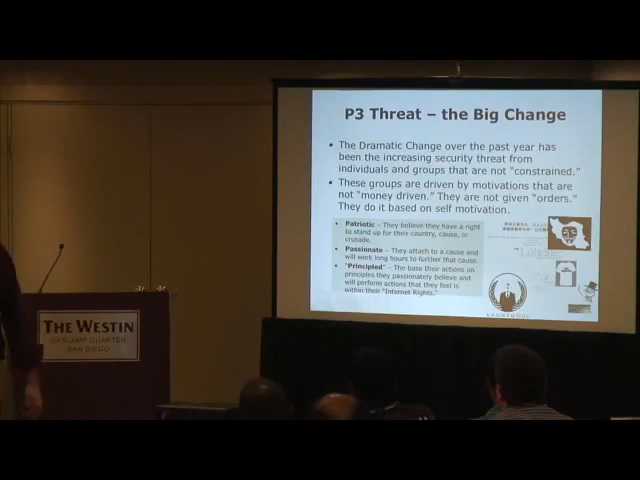 P3 Threat – the Big Change
• The Dramatic Change over the past year has
been the increasing security threat from
individuals and groups that are not “constrained.”
• These groups are driven by motivations that are
not “money driven.” They are not given “orders.”
They do it based on self motivation.
• Patriotic – They believe they have a right
to stand up for their country, cause, or
crusade.
• Passionate – They attach to a cause and
will work long hours to further that cause.
• “Principled” – The base their actions on
principles they passionately believe and
will perform actions that they feel is
within their “Internet Rights.”
ANONYMOUS
THE WESTIN
GASLAMP QUARTER
SAN DIEGO